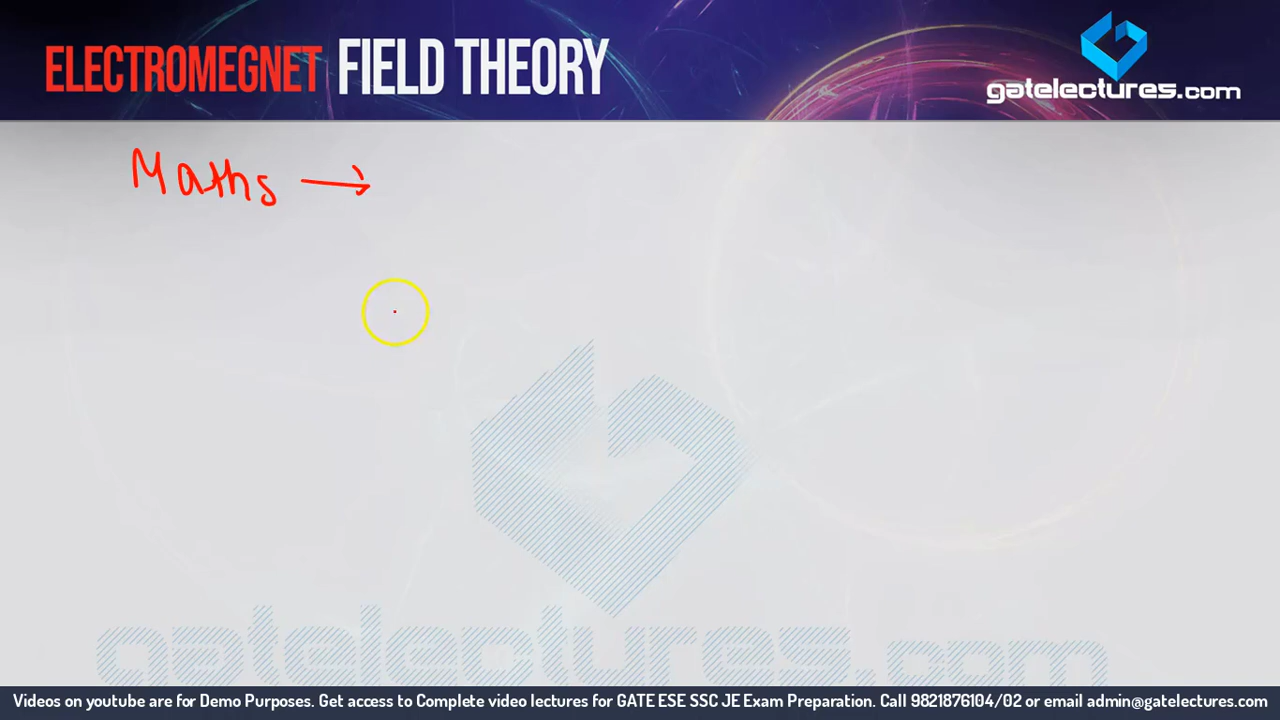 ELECTROMEGNET FIELD THEORY
gatelectures.com
Maths →
gatelectures.com
Videos on youtube are for Demo Purposes. Get access to Complete video lectures for GATE ESE SSC JE Exam Preparation. Call 9821876104/02 or email admin@gatelectures.com